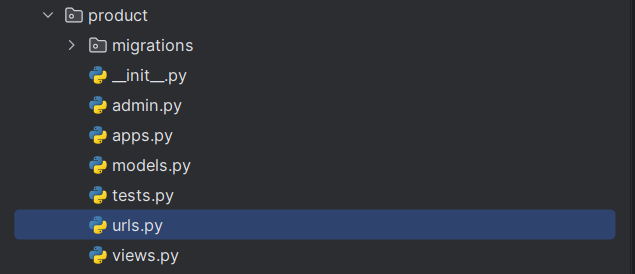 product
migrations
__init__.py
admin.py
apps.py
models.py
tests.py
urls.py
views.py